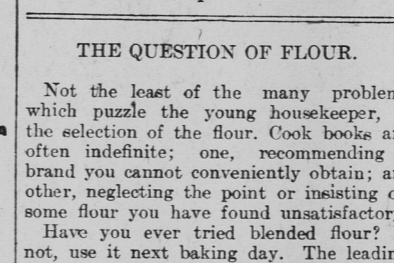 THE QUESTION OF FLOUR.
Not the least of the many problem
which puzzle the young housekeeper,
the selection of the flour. Cook books a
often indefinite; one, recommending
brand you cannot conveniently obtain; a
other, neglecting the point or insisting o
some flour you have found unsatisfactor
Have you ever tried blended flour?
not, use it next baking day. The leadin